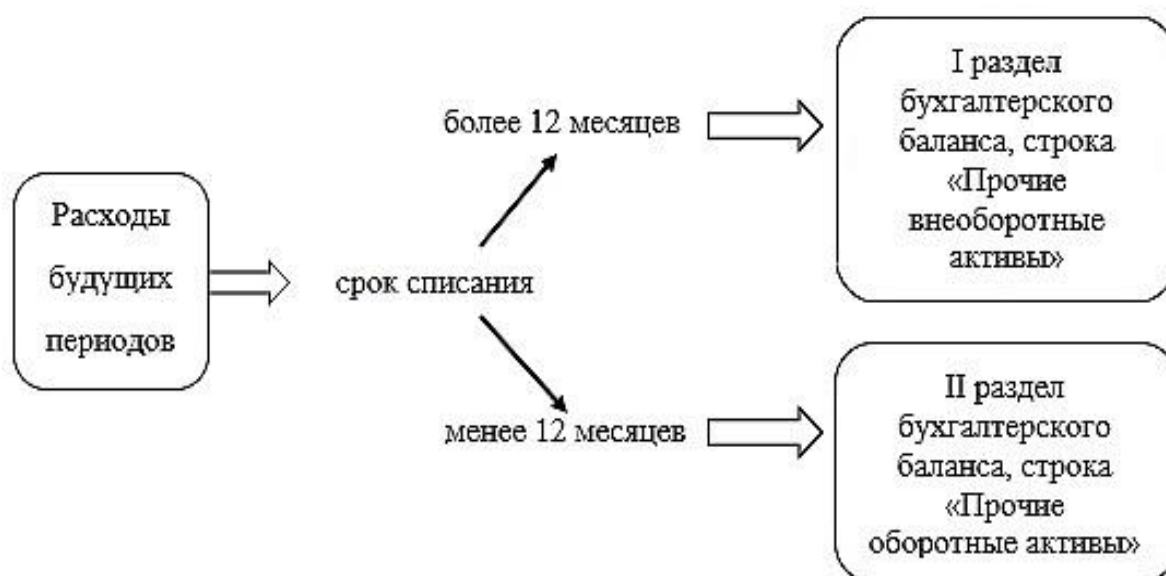 Расходы
будущих
периодов
срок списания
более 12 месяцев
I раздел
бухгалтерского
баланса, строка
«Прочие
внеоборотные
активы»
менее 12 месяцев
II раздел
бухгалтерского
баланса, строка
«Прочие
оборотные активы»